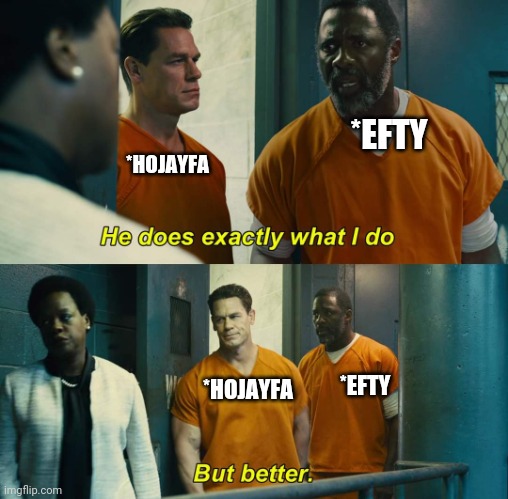 *EFTY
*HOJAYFA
He does exactly what I do
*HOJAYFA
*EFTY
But better.
imgflip.com